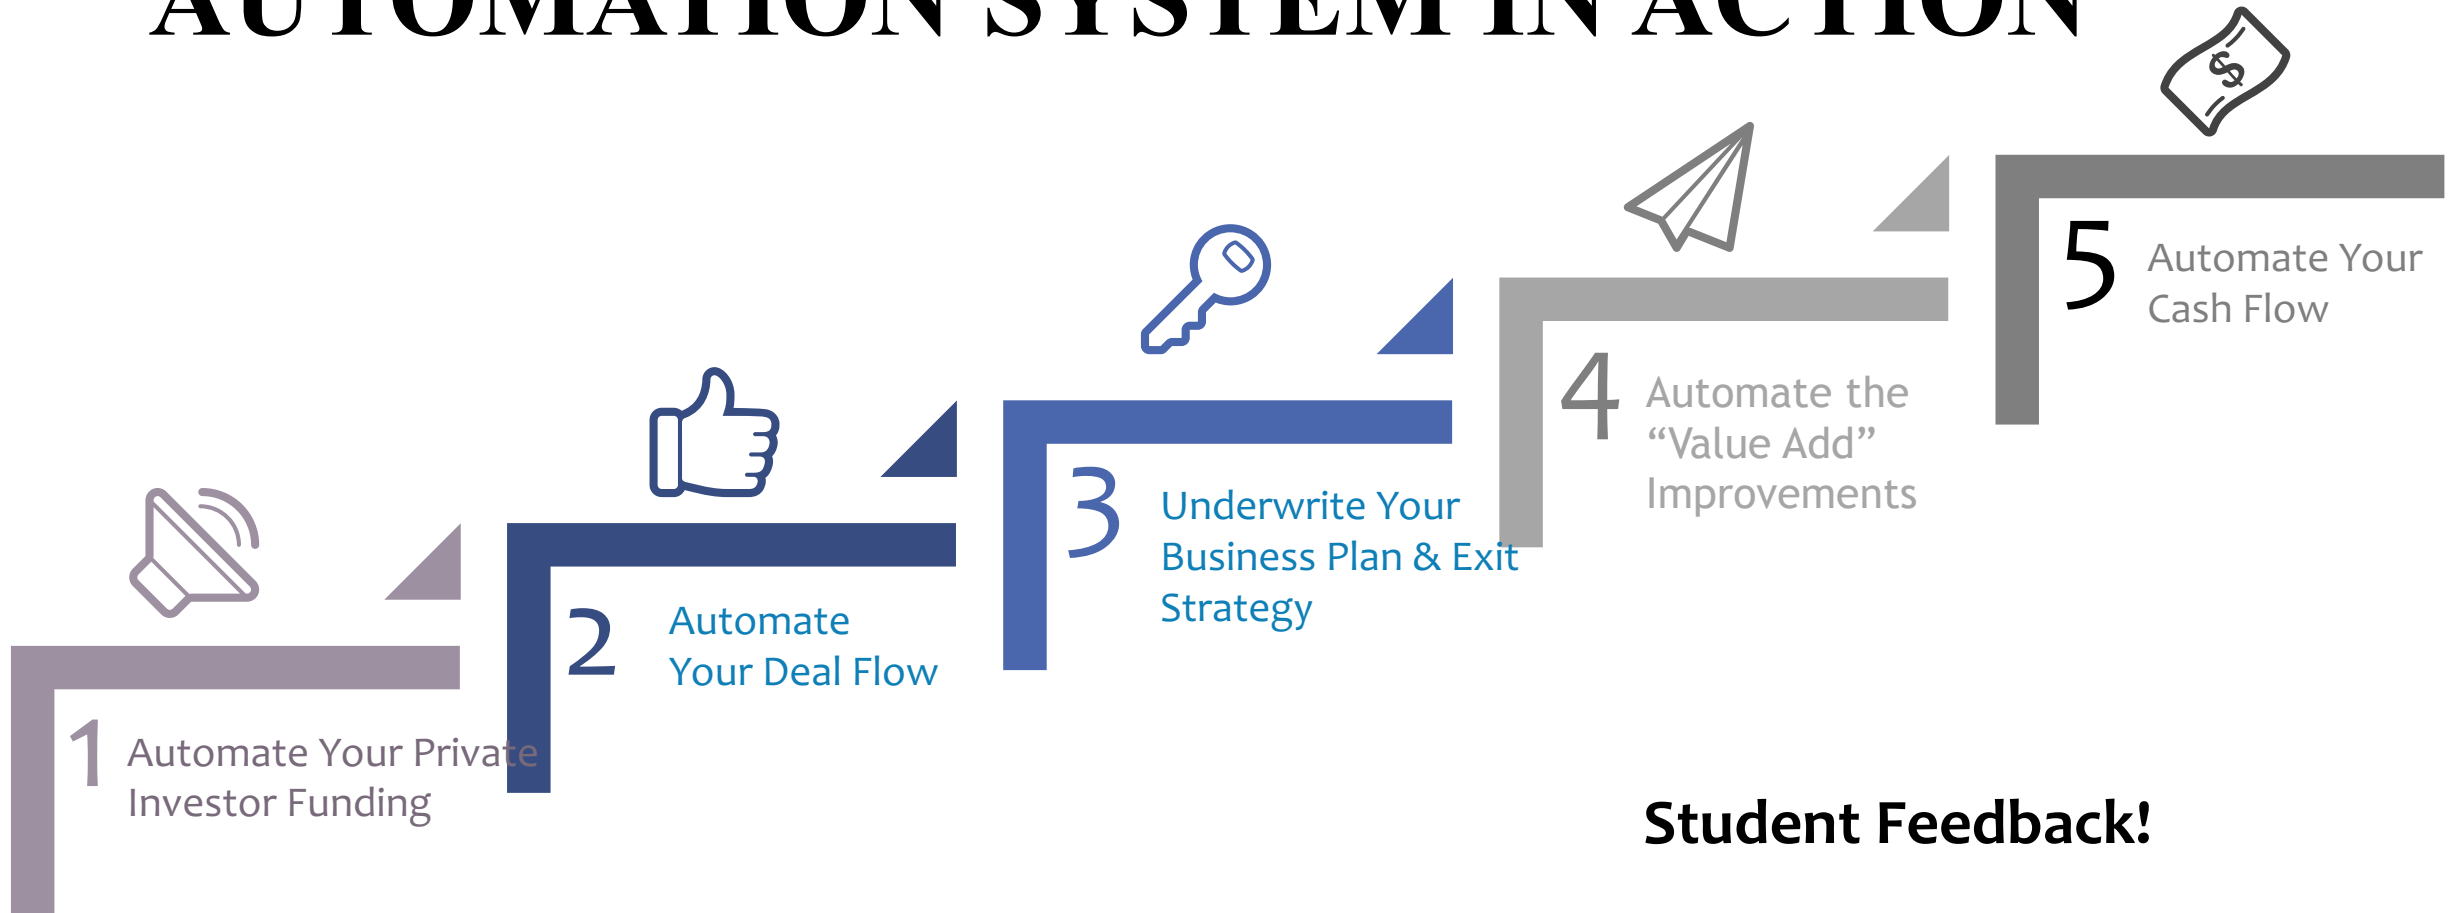 AUTOMATION SYSTEM IN ACTION
1
Automate Your Private
Investor Funding
2
Automate
Your Deal Flow
3
Underwrite Your
Business Plan & Exit
Strategy
4
Automate the
“Value Add”
Improvements
5
Automate Your
Cash Flow
$
Student Feedback!